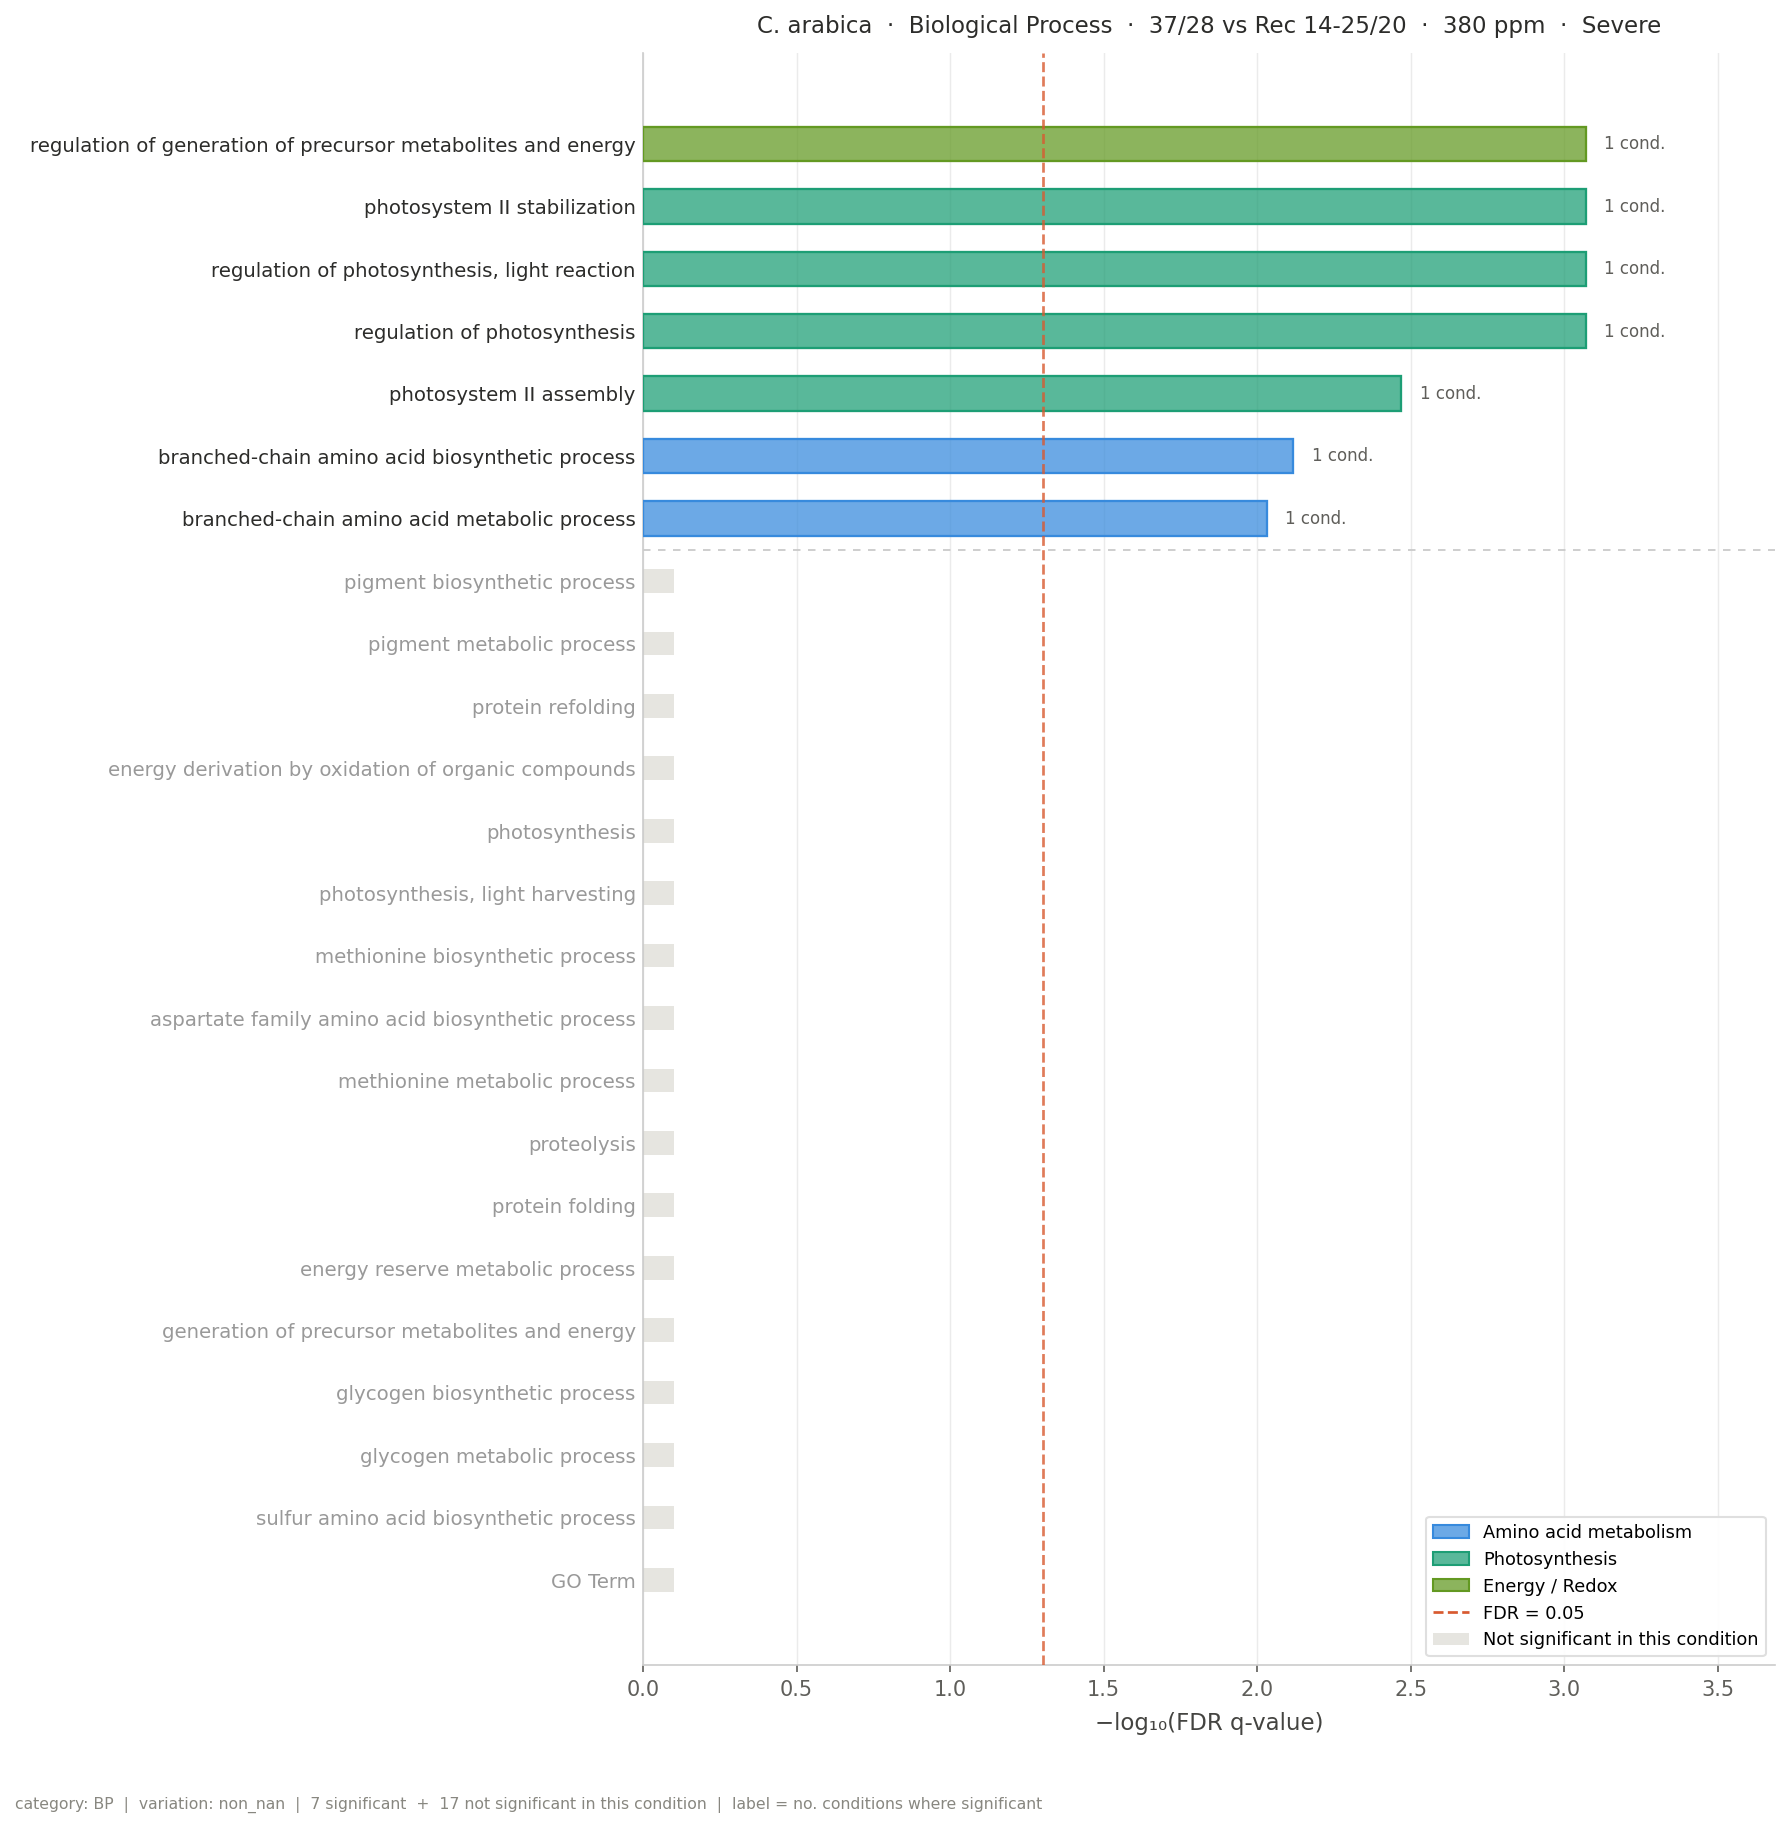 C. arabica · Biological Process · 37/28 vs Rec 14-25/20 · 380 ppm · Severe
regulation of generation of precursor metabolites and energy 1 cond.
photosystem II stabilization 1 cond.
regulation of photosynthesis, light reaction 1 cond.
regulation of photosynthesis 1 cond.
photosystem II assembly 1 cond.
branched-chain amino acid biosynthetic process 1 cond.
branched-chain amino acid metabolic process 1 cond.
pigment biosynthetic process
pigment metabolic process
protein refolding
energy derivation by oxidation of organic compounds
photosynthesis
photosynthesis, light harvesting
methionine biosynthetic process
aspartate family amino acid biosynthetic process
methionine metabolic process
proteolysis
protein folding
energy reserve metabolic process
generation of precursor metabolites and energy
glycogen biosynthetic process
glycogen metabolic process
sulfur amino acid biosynthetic process
GO Term
Amino acid metabolism
Photosynthesis
Energy / Redox
FDR = 0.05
Not significant in this condition
0.0 0.5 1.0 1.5 2.0 2.5 3.0 3.5
−log₁₀(FDR q-value)
category: BP | variation: non_nan | 7 significant + 17 not significant in this condition | label = no. conditions where significant